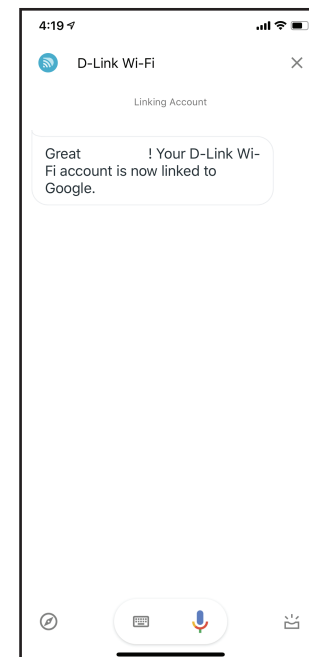 4:19
D-Link Wi-Fi
Linking Account
Great ! Your D-Link Wi-
Fi account is now linked to
Google.